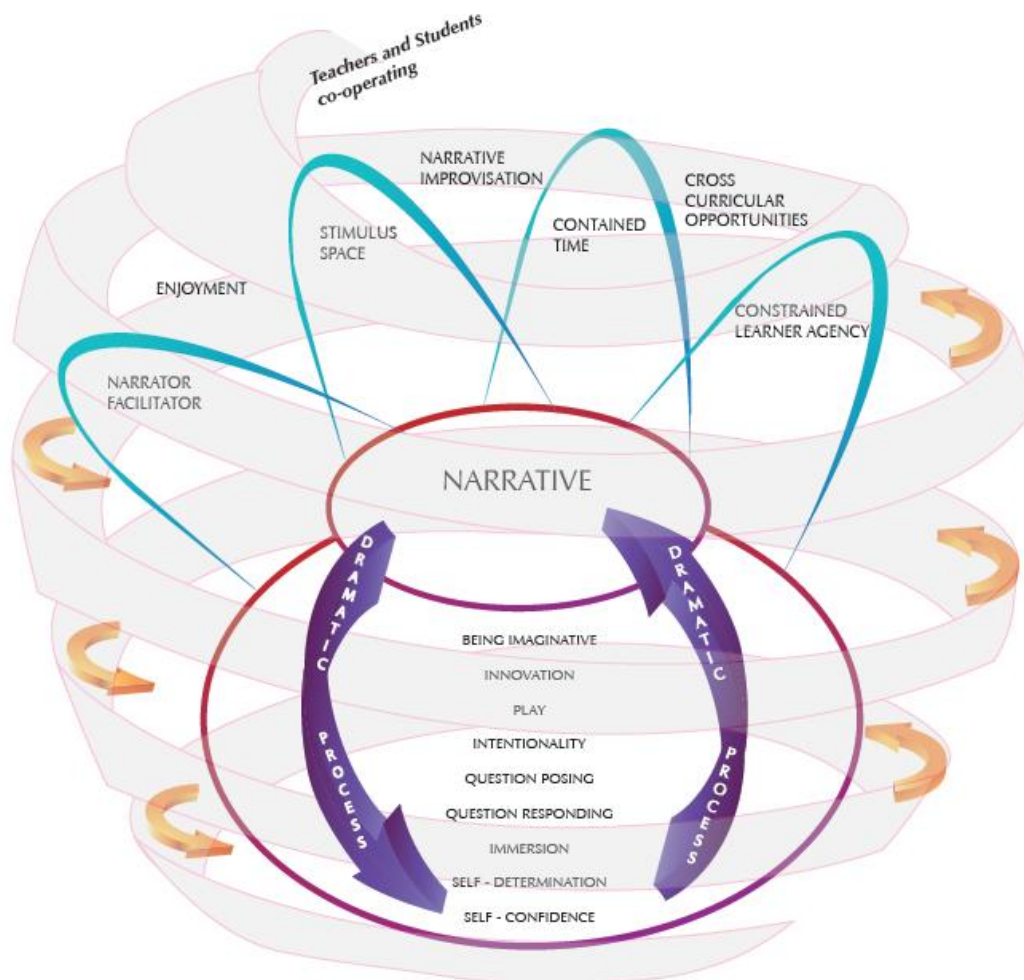 Teachers and Students
co-operating
NARRATIVE
IMPROVISATION
CROSS
CURRICULAR
OPPORTUNITIES
STIMULUS
SPACE
CONTAINED
TIME
ENJOYMENT
CONSTRAINED
LEARNER AGENCY
NARRATOR
FACILITATOR
NARRATIVE
DRAMATIC PROCESS
DRAMATIC PROCESS
BEING IMAGINATIVE
INNOVATION
PLAY
INTENTIONALITY
QUESTION POSING
QUESTION RESPONDING
IMMERSION
SELF - DETERMINATION
SELF - CONFIDENCE